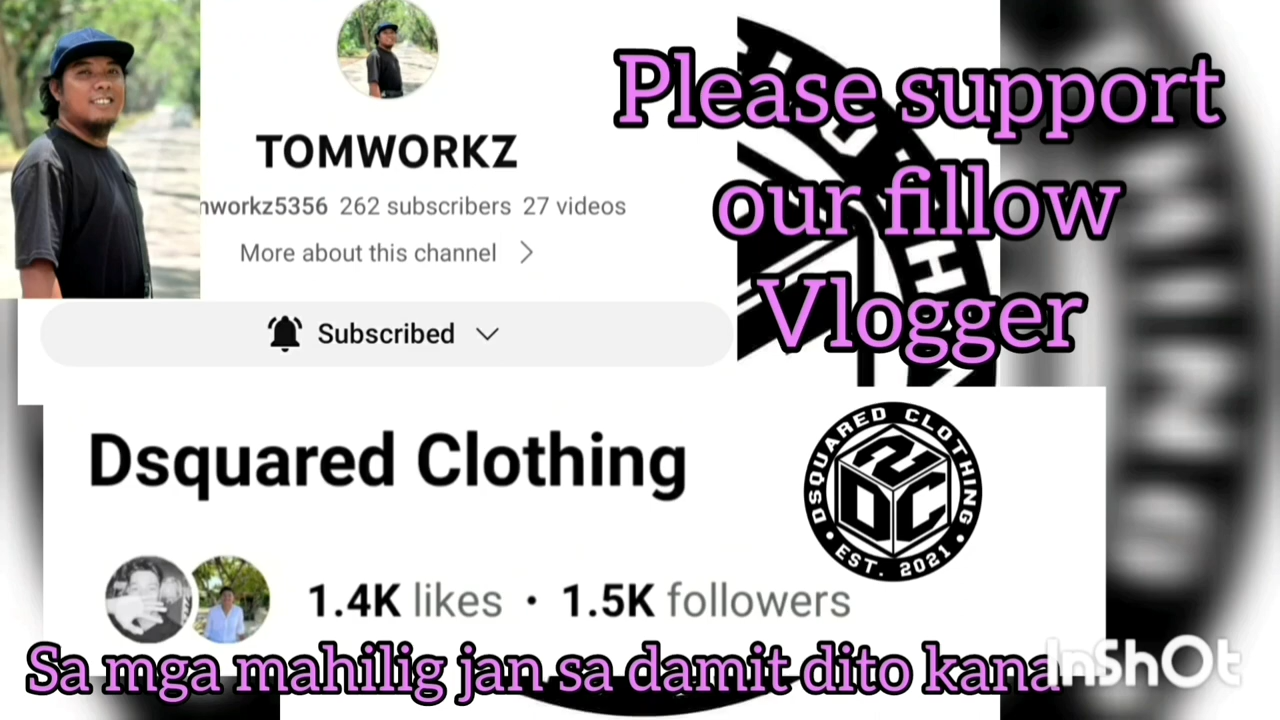 Please support
our fillow
Vlogger
TOMWORKZ
nworkz5356 262 subscribers 27 videos
More about this channel
Subscribed
Dsquared Clothing
DSQUARED CLOTHING
2
DC
EST. 2021
1.4K likes • 1.5K followers
Sa mga mahilig jan sa damit dito kana
InShOt